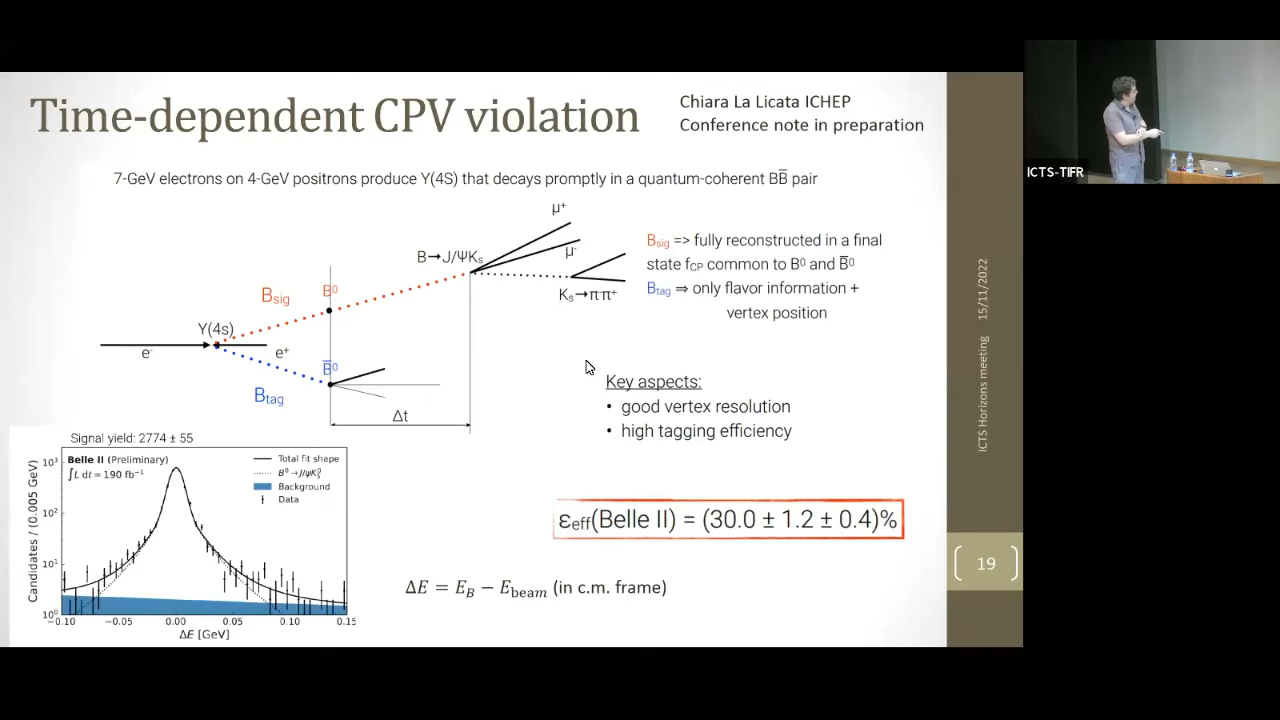 Time-dependent CPV violation
Chiara La Licata ICHEP
Conference note in preparation
7-GeV electrons on 4-GeV positrons produce Υ(4S) that decays promptly in a quantum-coherent BB̅ pair
μ⁺
B→J/ΨKₛ
μ⁻
Kₛ→π⁻π⁺
Bsig
B⁰
Υ(4s)
e⁻
e⁺
B̅⁰
Btag
Δt
Bsig => fully reconstructed in a final
state fCP common to B⁰ and B̅⁰
Btag ⇒ only flavor information +
vertex position
Key aspects:
• good vertex resolution
• high tagging efficiency
εeff(Belle II) = (30.0 ± 1.2 ± 0.4)%
ΔE = E_B − E_beam (in c.m. frame)
Signal yield: 2774 ± 55
Belle II (Preliminary)
∫L dt = 190 fb⁻¹
Total fit shape
B⁰→J/ψK⁰ₛ
Background
Data
Candidates / (0.005 GeV)
10³
10²
10¹
10⁰
−0.10 −0.05 0.00 0.05 0.10 0.15
ΔE [GeV]
15/11/2022
ICTS Horizons meeting
19
ICTS-TIFR